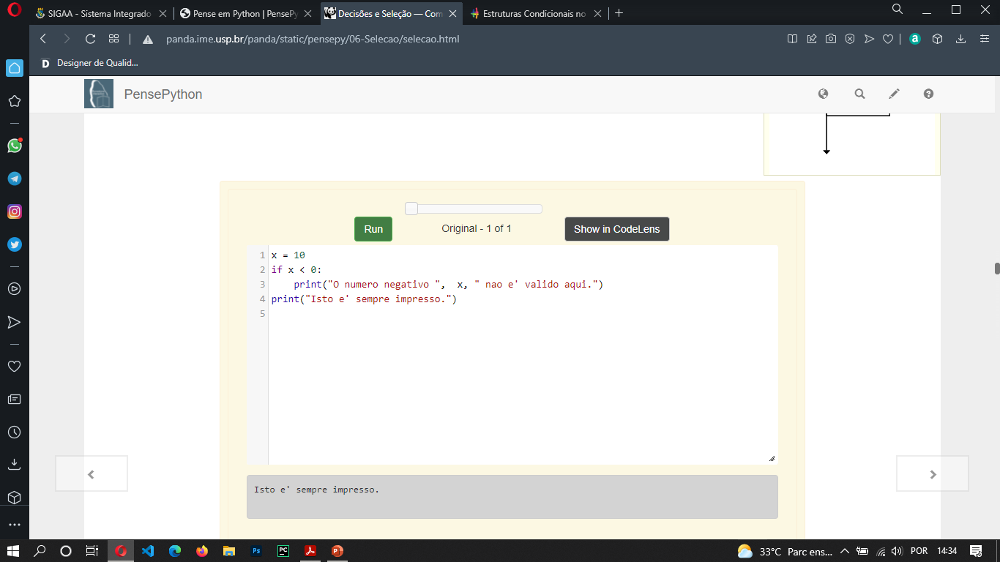 SIGAA - Sistema Integrado
Pense em Python | PensePy
Decisões e Seleção — Com
Estruturas Condicionais no
panda.ime.usp.br/panda/static/pensepy/06-Selecao/selecao.html
a
D Designer de Qualid...
PensePython
Run
Original - 1 of 1
Show in CodeLens
1 x = 10
2 if x < 0:
3 print("O numero negativo ",  x, " nao e' valido aqui.")
4 print("Isto e' sempre impresso.")
5
Isto e' sempre impresso.
Ps
PC
33°C Parc ens...
POR
14:34